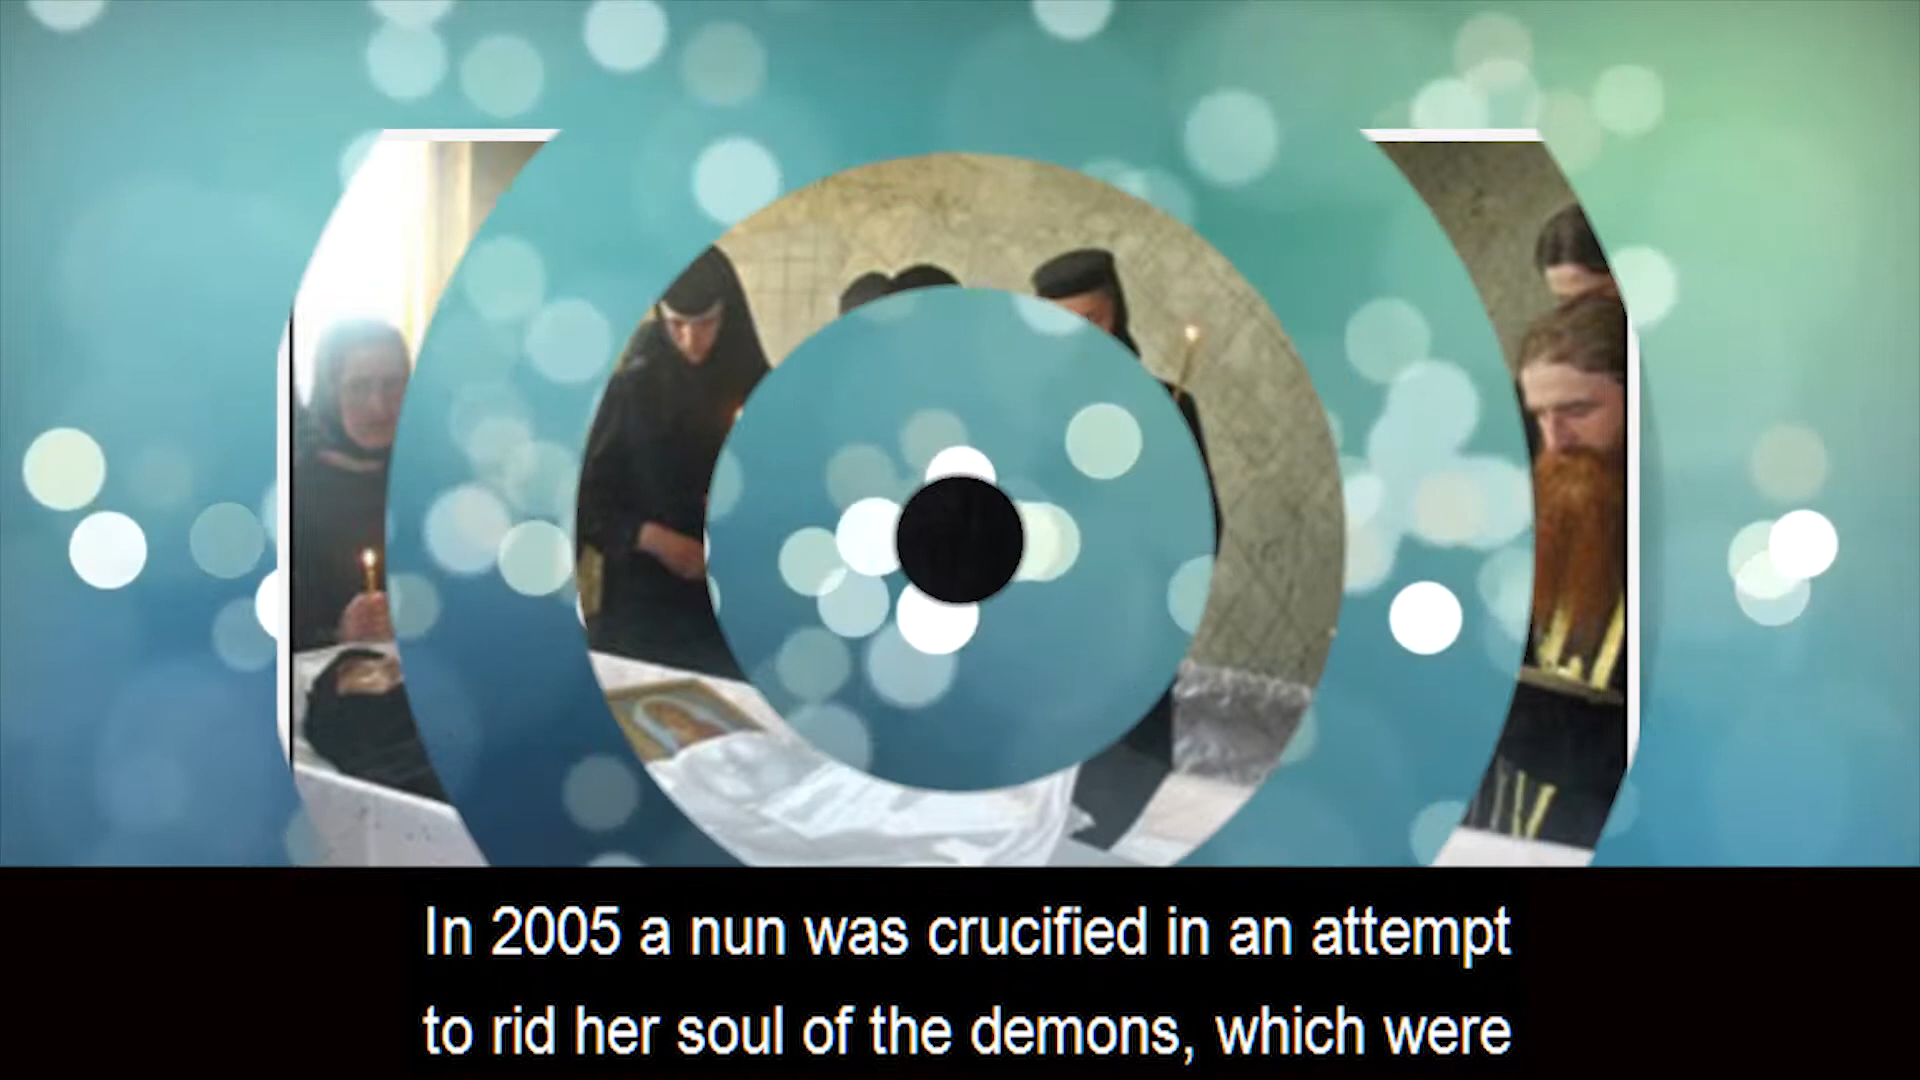 In 2005 a nun was crucified in an attempt
to rid her soul of the demons, which were